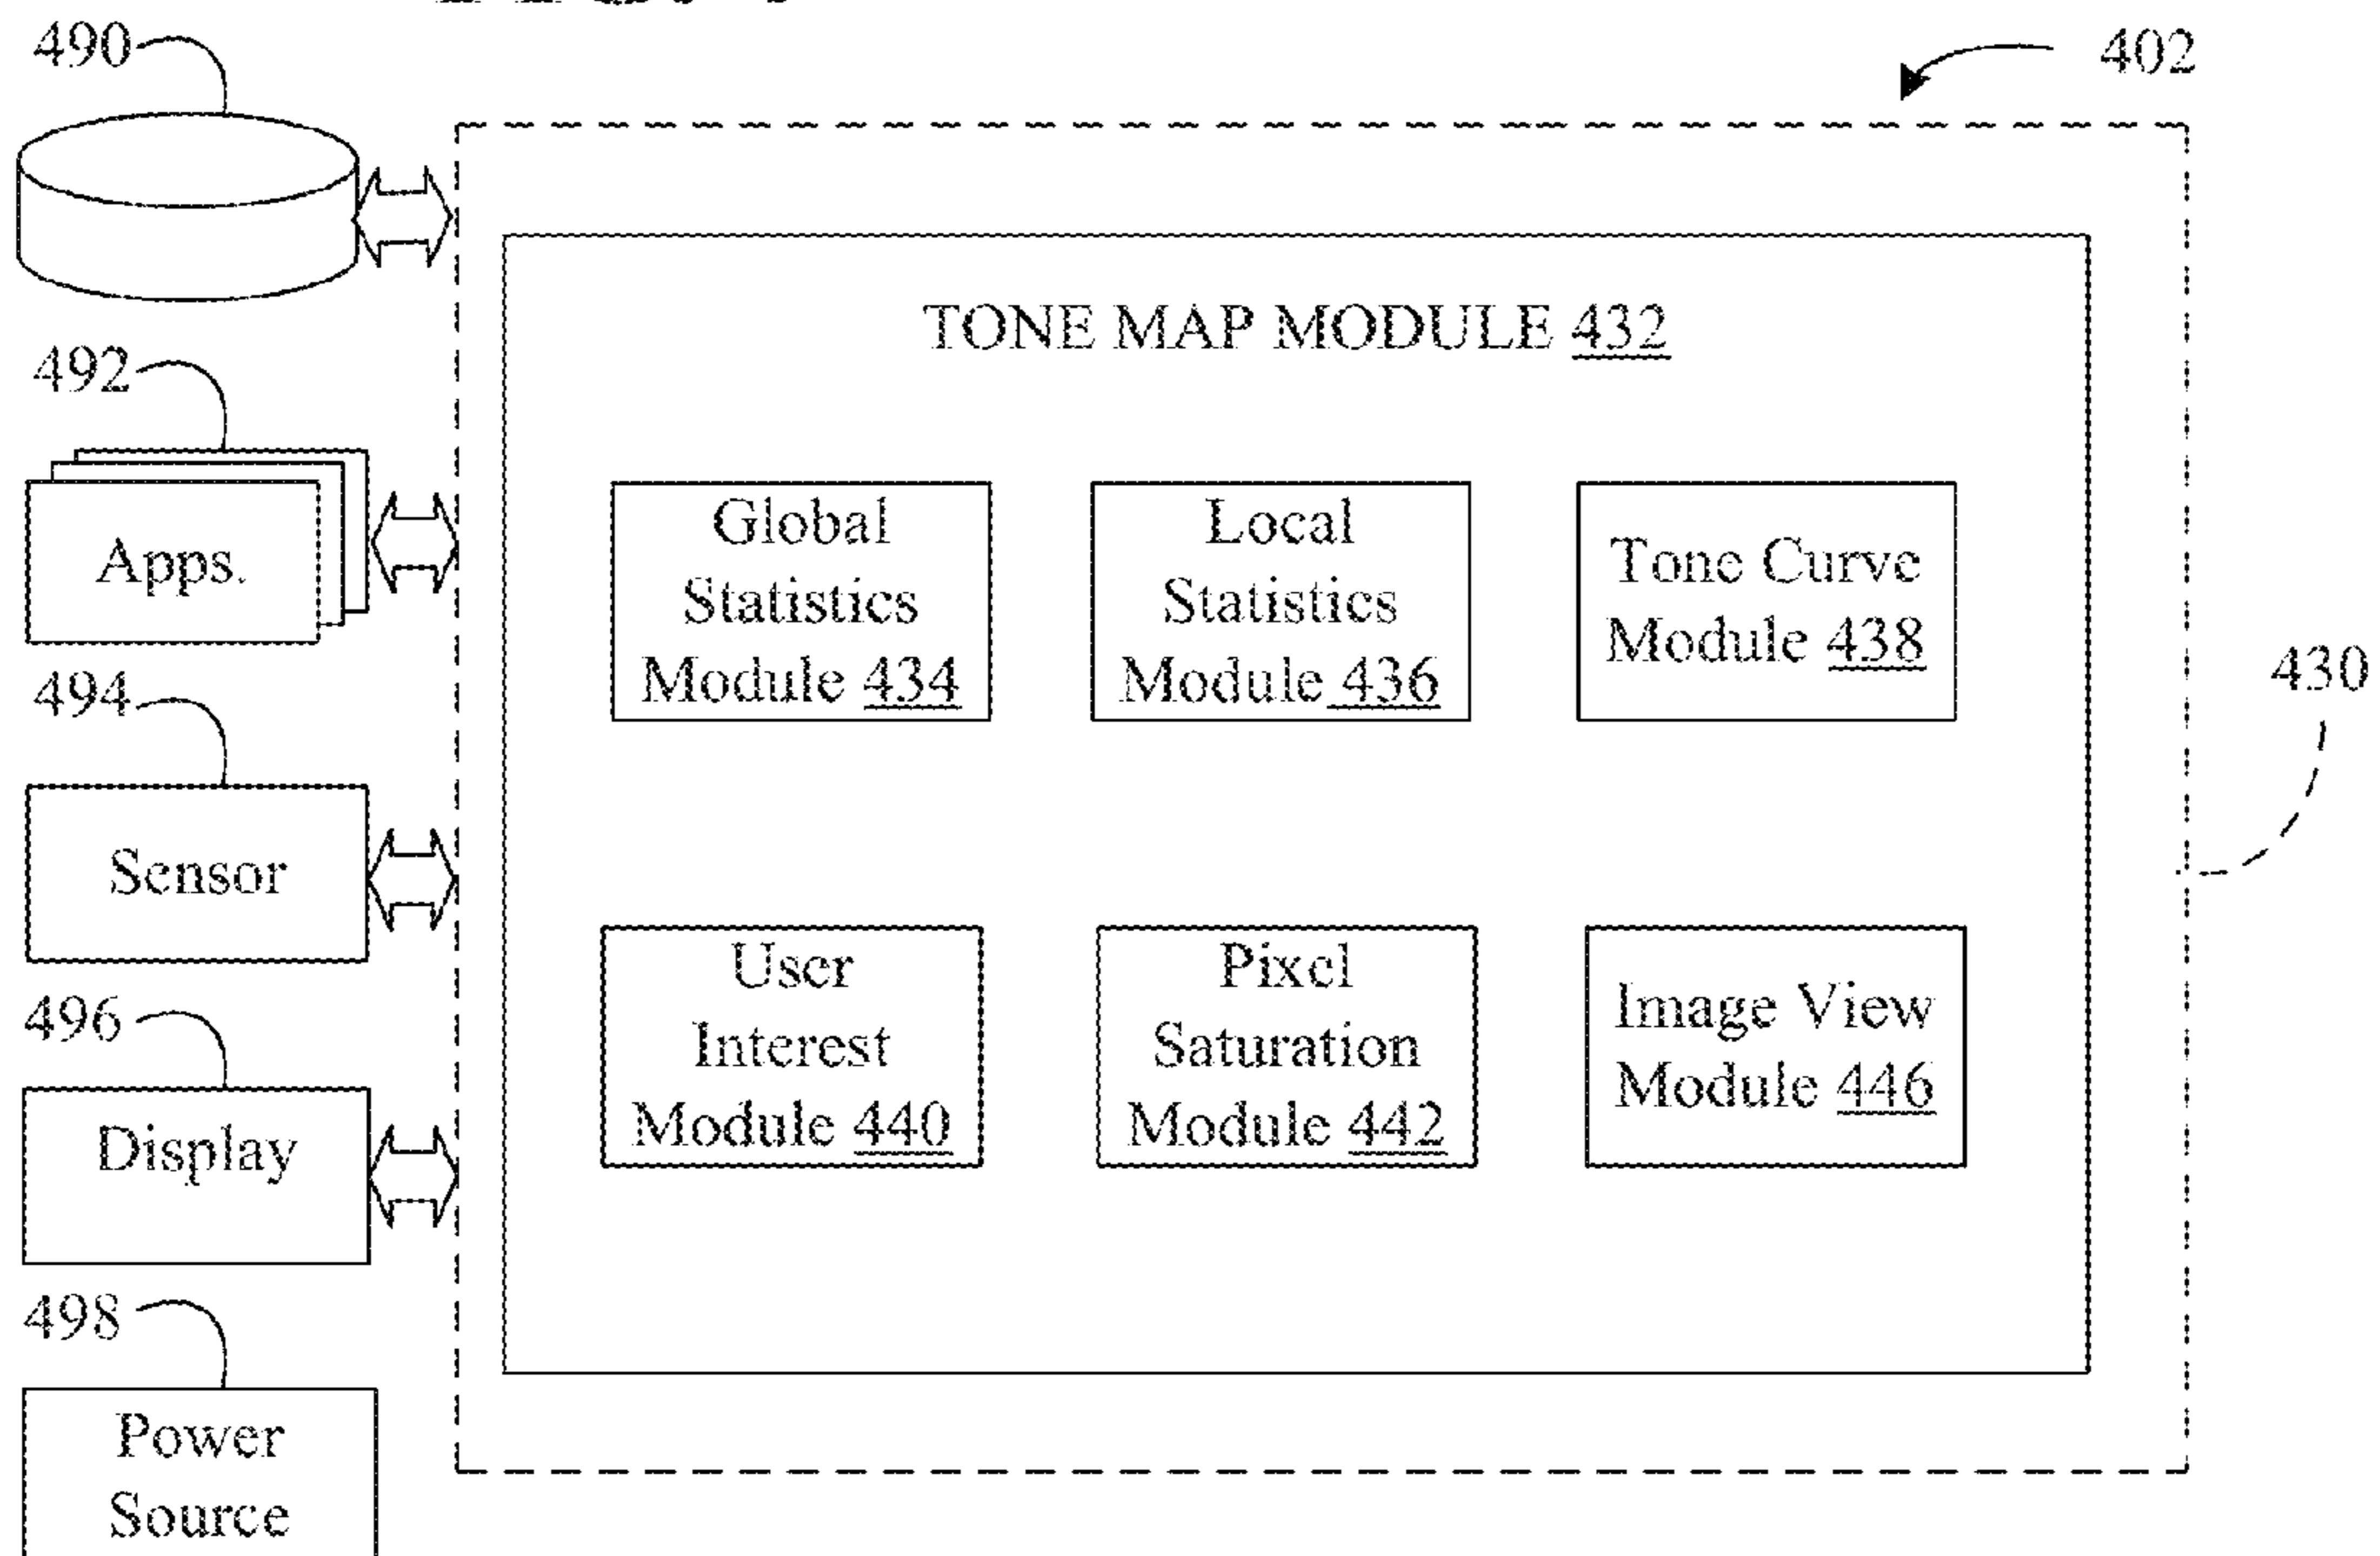 490
402
TONE MAP MODULE 432
492
Apps.
Global
Statistics
Module 434
Local
Statistics
Module 436
Tone Curve
Module 438
494
430
Sensor
User
Interest
Module 440
Pixel
Saturation
Module 442
Image View
Module 446
496
Display
498
Power
Source